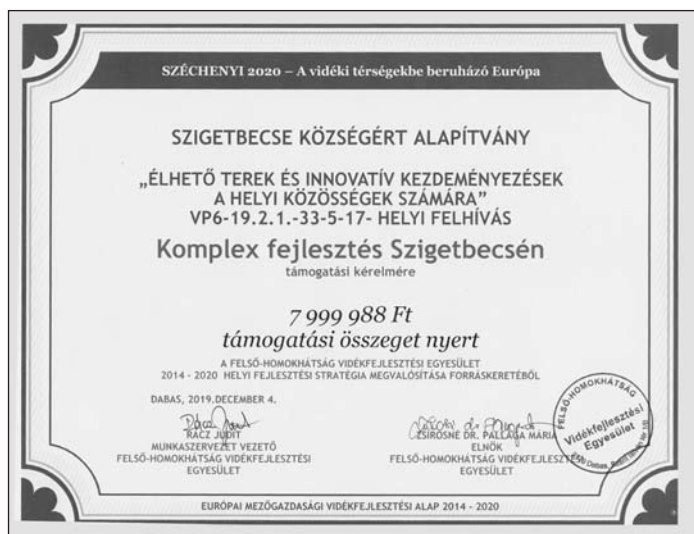 SZÉCHENYI 2020 – A vidéki térségekbe beruházó Európa
SZIGETBECSE KÖZSÉGÉRT ALAPÍTVÁNY
„ÉLHETŐ TEREK ÉS INNOVATÍV KEZDEMÉNYEZÉSEK
A HELYI KÖZÖSSÉGEK SZÁMÁRA”
VP6-19.2.1.-33-5-17- HELYI FELHÍVÁS
Komplex fejlesztés Szigetbecsén
támogatási kérelmére
7 999 988 Ft
támogatási összeget nyert
A FELSŐ-HOMOKHÁTSÁG VIDÉKFEJLESZTÉSI EGYESÜLET
2014 - 2020 HELYI FEJLESZTÉSI STRATÉGIA MEGVALÓSÍTÁSA FORRÁSKERETÉBŐL
DABAS, 2019.DECEMBER 4.
RÁCZ JUDIT
MUNKASZERVEZET VEZETŐ
FELSŐ-HOMOKHÁTSÁG VIDÉKFEJLESZTÉSI
EGYESÜLET
ZSIROSNÉ DR. PALLAGA MÁRIA
ELNÖK
FELSŐ-HOMOKHÁTSÁG VIDÉKFEJLESZTÉSI
EGYESÜLET
FELSŐ-HOMOKHÁTSÁG
Vidékfejlesztési
Egyesület
Dabas,
EURÓPAI MEZŐGAZDASÁGI VIDÉKFEJLESZTÉSI ALAP 2014 - 2020